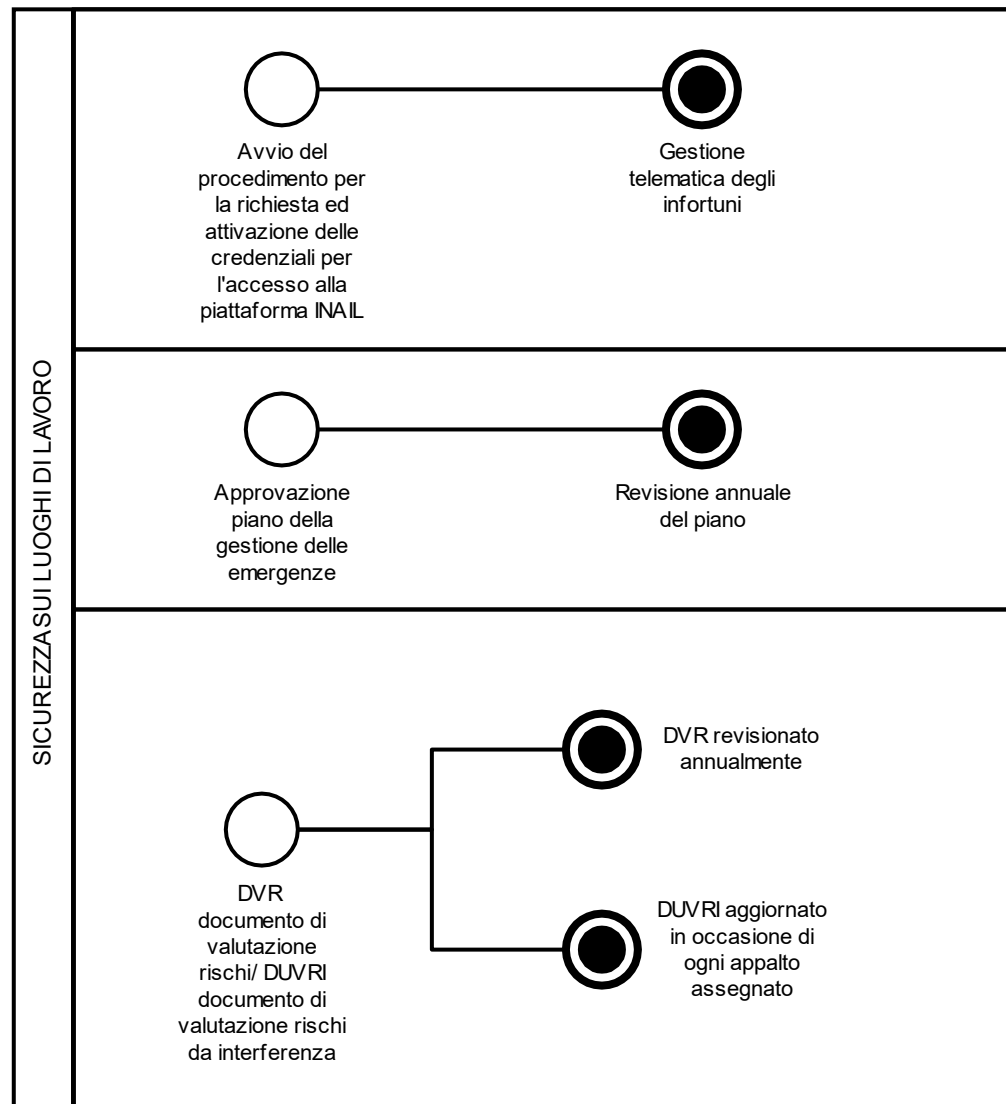 SICUREZZA SUI LUOGHI DI LAVORO
Avvio del
procedimento per
la richiesta ed
attivazione delle
credenziali per
l'accesso alla
piattaforma INAIL
Gestione
telematica degli
infortuni
Approvazione
piano della
gestione delle
emergenze
Revisione annuale
del piano
DVR
documento di
valutazione
rischi/ DUVRI
documento di
valutazione rischi
da interferenza
DVR revisionato
annualmente
DUVRI aggiornato
in occasione di
ogni appalto
assegnato